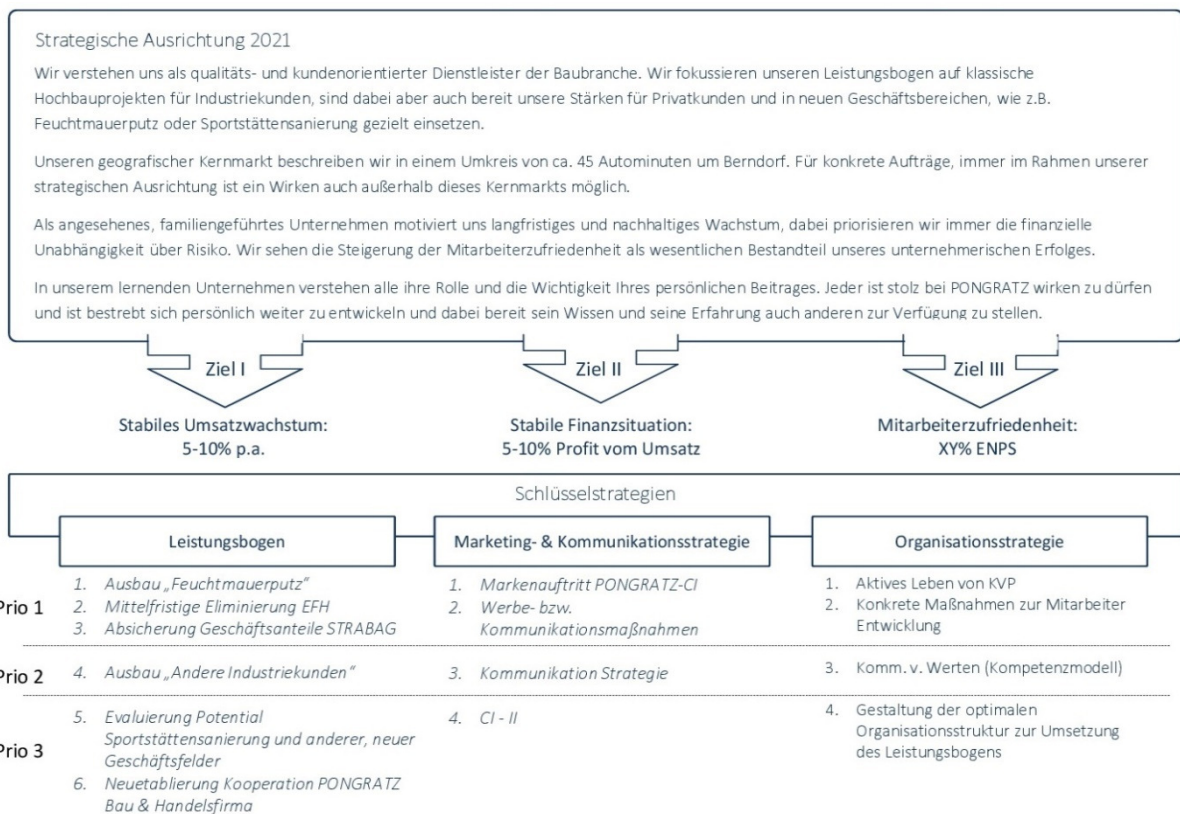 Strategische Ausrichtung 2021
Wir verstehen uns als qualitäts- und kundenorientierter Dienstleister der Baubranche. Wir fokussieren unseren Leistungsbogen auf klassische
Hochbauprojekten für Industriekunden, sind dabei aber auch bereit unsere Stärken für Privatkunden und in neuen Geschäftsbereichen, wie z.B.
Feuchtmauerputz oder Sportstättensanierung gezielt einsetzen.
Unseren geografischer Kernmarkt beschreiben wir in einem Umkreis von ca. 45 Autominuten um Berndorf. Für konkrete Aufträge, immer im Rahmen unserer
strategischen Ausrichtung ist ein Wirken auch außerhalb dieses Kernmarkts möglich.
Als angesehenes, familiengeführtes Unternehmen motiviert uns langfristiges und nachhaltiges Wachstum, dabei priorisieren wir immer die finanzielle
Unabhängigkeit über Risiko. Wir sehen die Steigerung der Mitarbeiterzufriedenheit als wesentlichen Bestandteil unseres unternehmerischen Erfolges.
In unserem lernenden Unternehmen verstehen alle ihre Rolle und die Wichtigkeit Ihres persönlichen Beitrages. Jeder ist stolz bei PONGRATZ wirken zu dürfen
und ist bestrebt sich persönlich weiter zu entwickeln und dabei bereit sein Wissen und seine Erfahrung auch anderen zur Verfügung zu stellen.
Ziel I
Stabiles Umsatzwachstum:
5-10% p.a.
Ziel II
Stabile Finanzsituation:
5-10% Profit vom Umsatz
Ziel III
Mitarbeiterzufriedenheit:
XY% ENPS
Schlüsselstrategien
Leistungsbogen
Marketing- & Kommunikationsstrategie
Organisationsstrategie
Prio 1
1. Ausbau „Feuchtmauerputz"
2. Mittelfristige Eliminierung EFH
3. Absicherung Geschäftsanteile STRABAG
1. Markenauftritt PONGRATZ-CI
2. Werbe- bzw.
Kommunikationsmaßnahmen
1. Aktives Leben von KVP
2. Konkrete Maßnahmen zur Mitarbeiter
Entwicklung
Prio 2
4. Ausbau „Andere Industriekunden"
3. Kommunikation Strategie
3. Komm. v. Werten (Kompetenzmodell)
Prio 3
5. Evaluierung Potential
Sportstättensanierung und anderer, neuer
Geschäftsfelder
6. Neuetablierung Kooperation PONGRATZ
Bau & Handelsfirma
4. CI - II
4. Gestaltung der optimalen
Organisationsstruktur zur Umsetzung
des Leistungsbogens